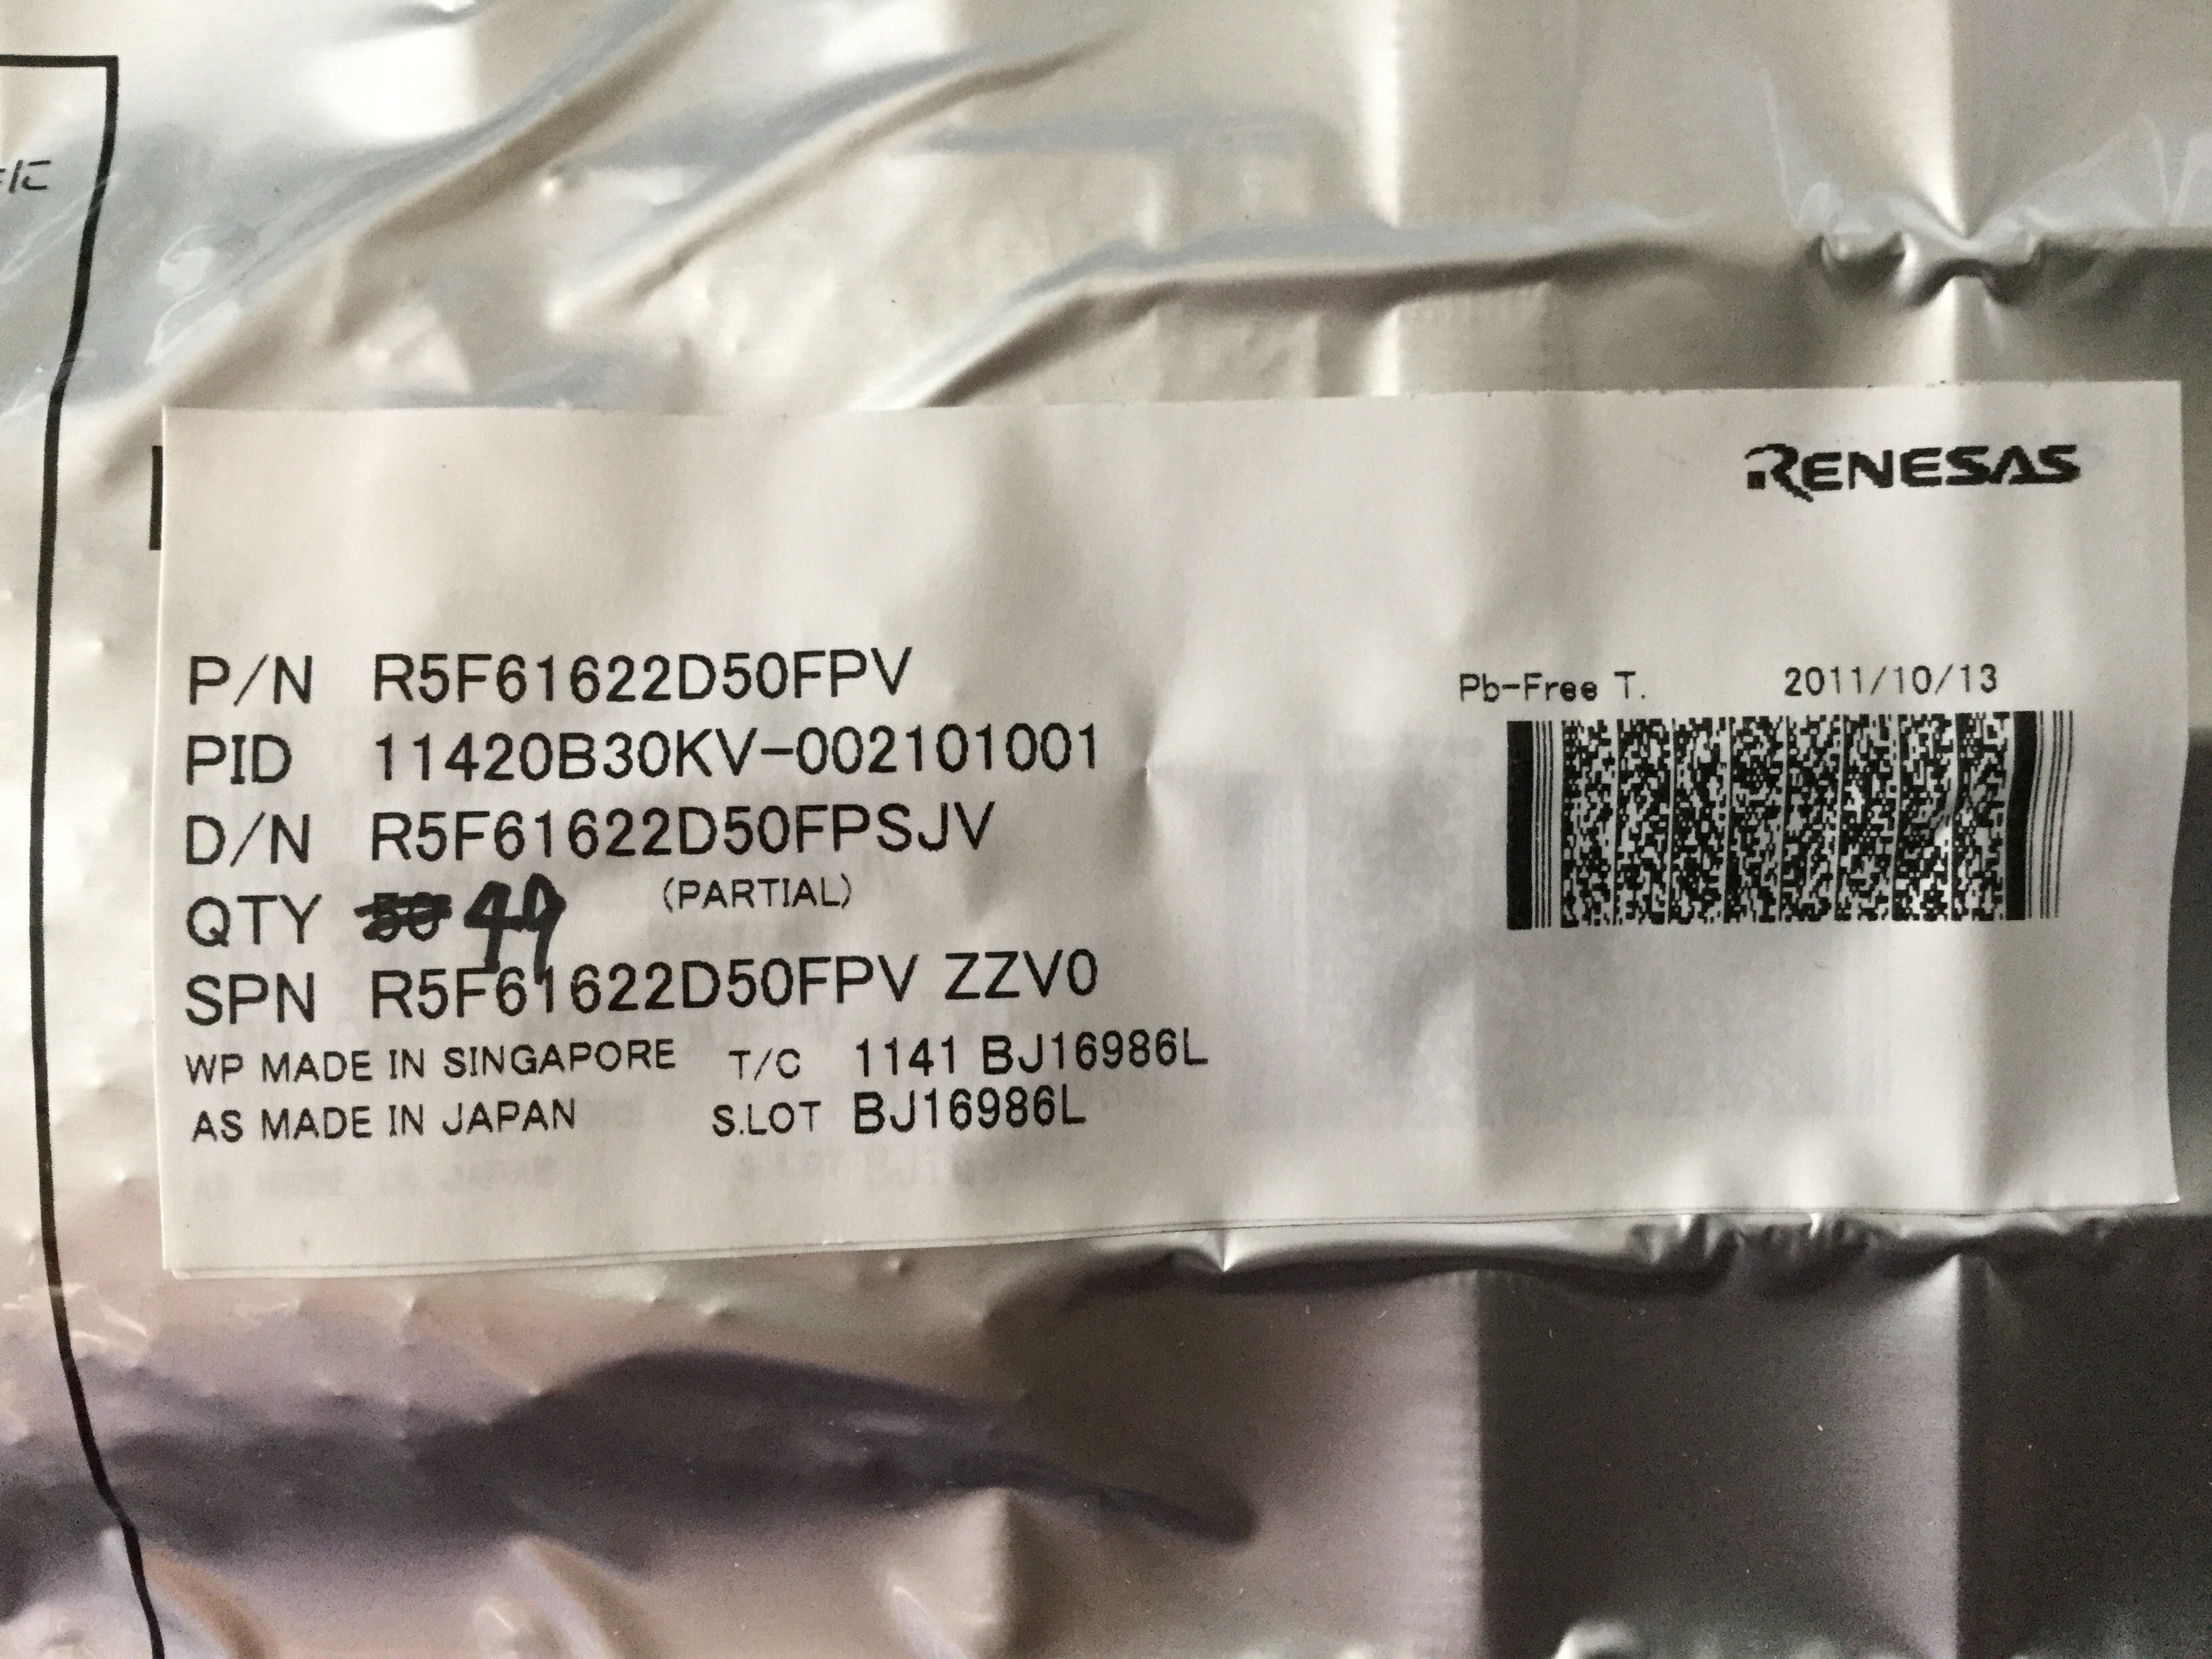 に
RENESAS
P/N R5F61622D50FPV
Pb-Free T. 2011/10/13
PID 11420B30KV-002101001
D/N R5F61622D50FPSJV
QTY 50 49 (PARTIAL)
SPN R5F61622D50FPV ZZV0
WP MADE IN SINGAPORE T/C 1141 BJ16986L
AS MADE IN JAPAN S.LOT BJ16986L